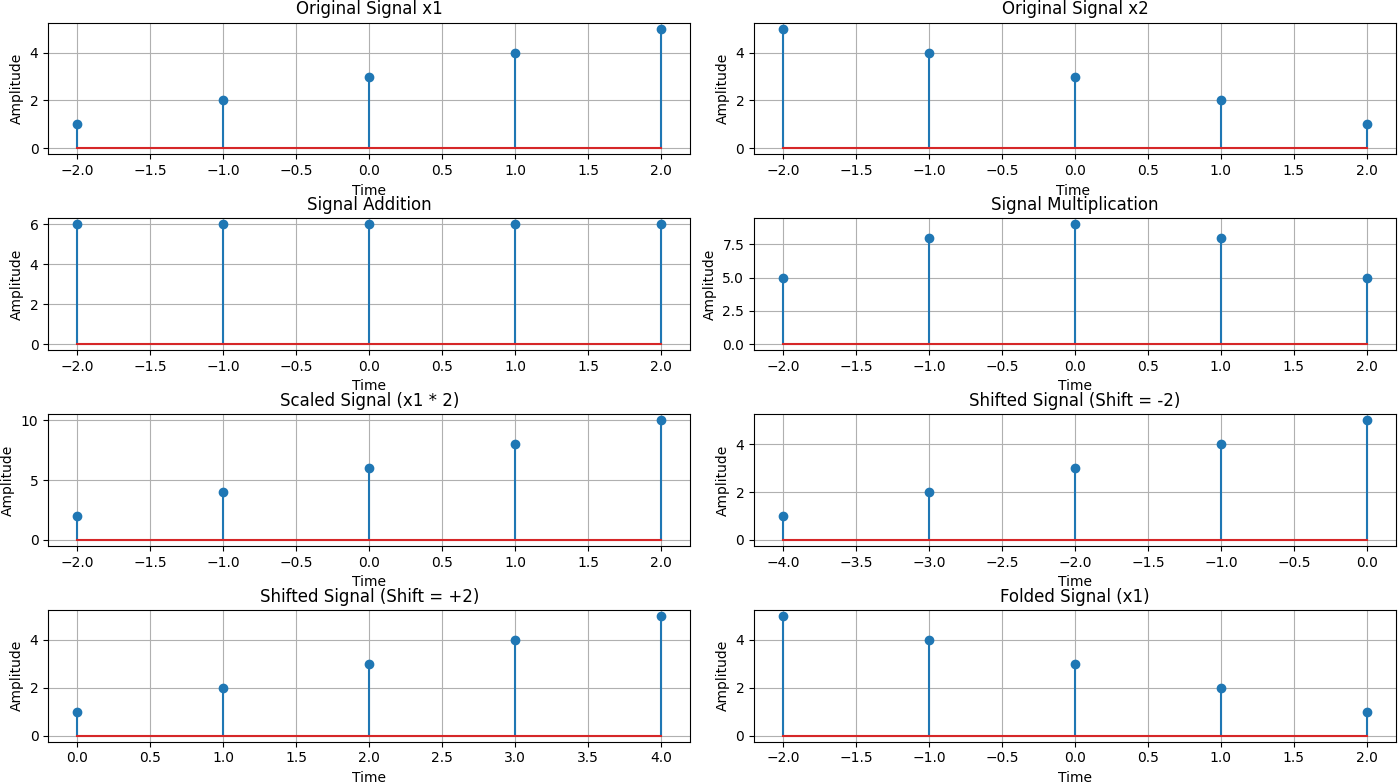 Original Signal x1
Amplitude
4
2
0
−2.0 −1.5 −1.0 −0.5 0.0 0.5 1.0 1.5 2.0
Time
Original Signal x2
Amplitude
4
2
0
−2.0 −1.5 −1.0 −0.5 0.0 0.5 1.0 1.5 2.0
Time
Signal Addition
Amplitude
6
4
2
0
−2.0 −1.5 −1.0 −0.5 0.0 0.5 1.0 1.5 2.0
Time
Signal Multiplication
Amplitude
7.5
5.0
2.5
0.0
−2.0 −1.5 −1.0 −0.5 0.0 0.5 1.0 1.5 2.0
Time
Scaled Signal (x1 * 2)
Amplitude
10
5
0
−2.0 −1.5 −1.0 −0.5 0.0 0.5 1.0 1.5 2.0
Time
Shifted Signal (Shift = -2)
Amplitude
4
2
0
−4.0 −3.5 −3.0 −2.5 −2.0 −1.5 −1.0 −0.5 0.0
Time
Shifted Signal (Shift = +2)
Amplitude
4
2
0
0.0 0.5 1.0 1.5 2.0 2.5 3.0 3.5 4.0
Time
Folded Signal (x1)
Amplitude
4
2
0
−2.0 −1.5 −1.0 −0.5 0.0 0.5 1.0 1.5 2.0
Time